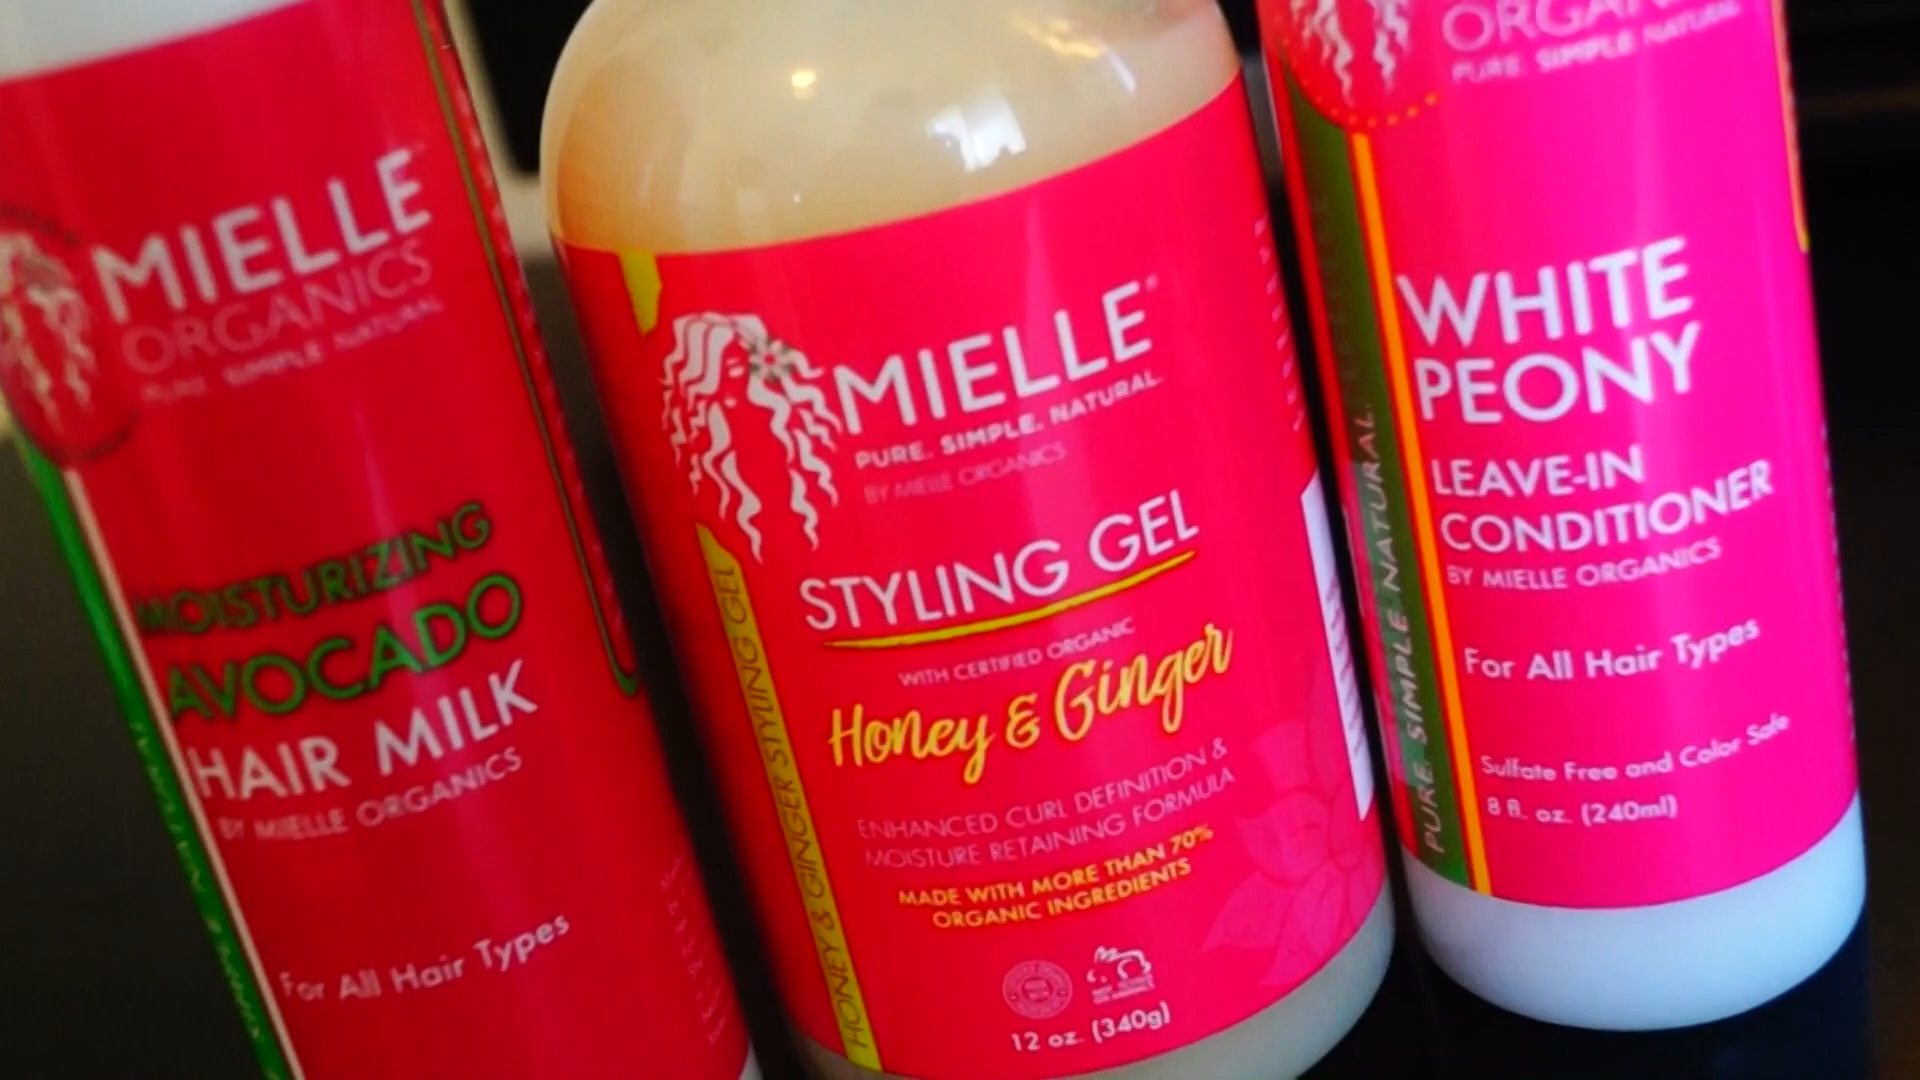 MIELLE
ORGANICS
PURE. SIMPLE. NATURAL
MOISTURIZING
AVOCADO
HAIR MILK
BY MIELLE ORGANICS
For All Hair Types
MIELLE
PURE. SIMPLE. NATURAL.
BY MIELLE ORGANICS
STYLING GEL
WITH CERTIFIED ORGANIC
Honey & Ginger
ENHANCED CURL DEFINITION &
MOISTURE RETAINING FORMULA
MADE WITH MORE THAN 70%
ORGANIC INGREDIENTS
NOT TESTED
ON ANIMALS
12 oz. (340g)
HONEY & GINGER STYLING GEL
ORGANICS
PURE. SIMPLE. NATURAL
WHITE
PEONY
LEAVE-IN
CONDITIONER
BY MIELLE ORGANICS
For All Hair Types
Sulfate Free and Color Safe
8 fl. oz. (240ml)
PURE. SIMPLE. NATURAL.